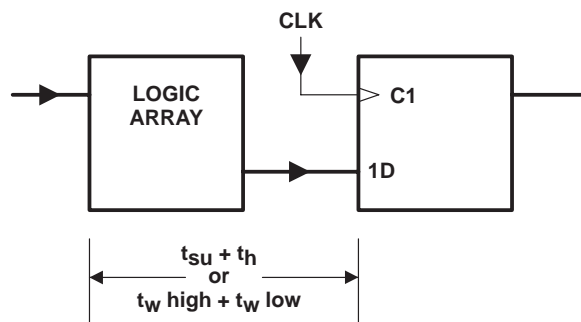 CLK
LOGIC
ARRAY
C1
1D
tsu + th
or
tw high + tw low